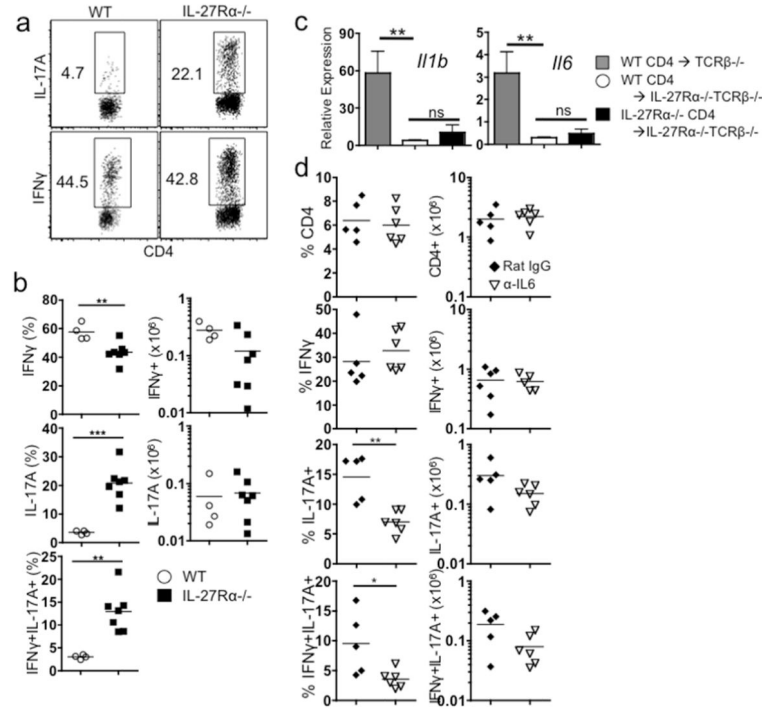 a
WT
IL-27Rα-/-
IL-17A
4.7
22.1
IFNγ
44.5
42.8
CD4
b
**
IFNγ (%)
80
60
40
20
0
IFNγ+ (x10⁶)
1
0.1
0.01
***
IL-17A (%)
40
30
20
10
0
IL-17A (x10⁶)
1
0.1
0.01
**
IFNγ+IL-17A+ (%)
25
20
15
10
5
0
WT
IL-27Rα-/-
c
Relative Expression
90
60
30
0
**
Il1b
ns
5
4
3
2
1
0
**
Il6
ns
WT CD4 → TCRβ-/-
WT CD4
→ IL-27Rα-/-TCRβ-/-
IL-27Rα-/- CD4
→IL-27Rα-/-TCRβ-/-
d
% CD4
10
8
6
4
2
0
CD4+ (x10⁶)
10
1
0.1
Rat IgG
α-IL6
% IFNγ
50
40
30
20
10
0
IFNγ+ (x10⁶)
10
1
0.1
0.01
**
% IL-17A+
20
15
10
5
0
IL-17A+ (x10⁶)
1
0.1
0.01
*
% IFNγ+IL-17A+
20
15
10
5
0
IFNγ+IL-17A+ (x10⁶)
1
0.1
0.01